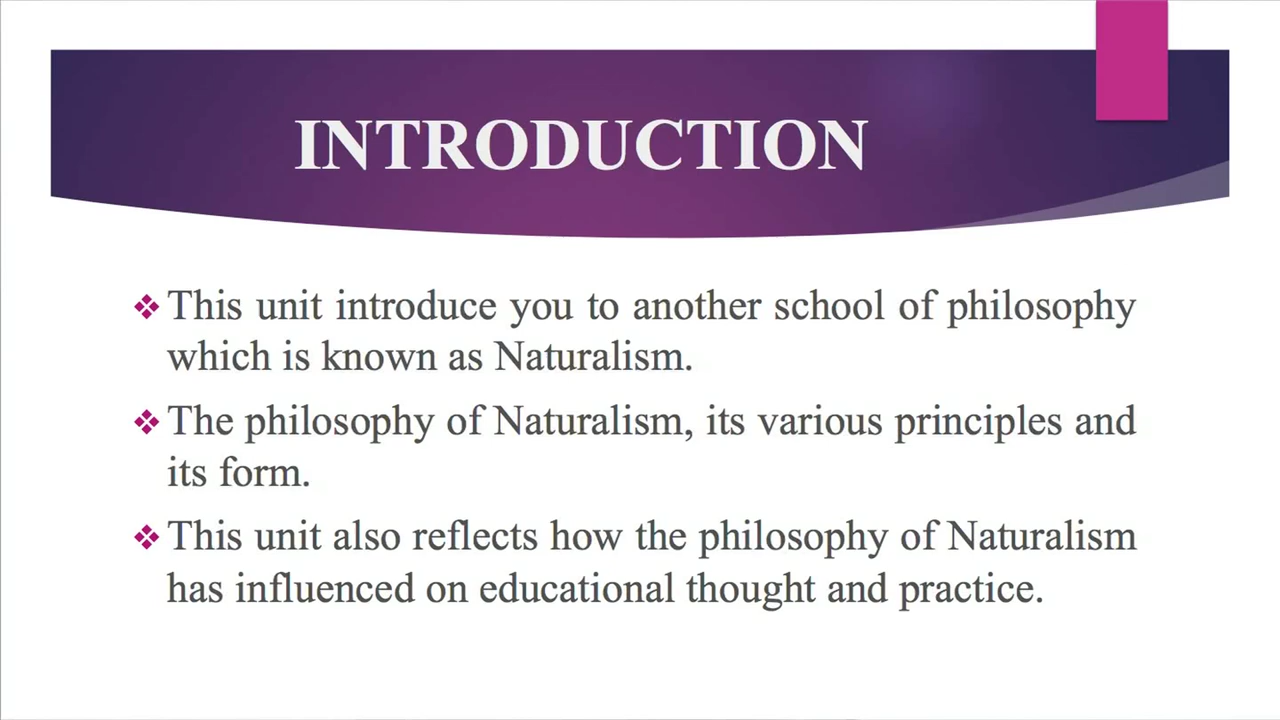 INTRODUCTION
❖ This unit introduce you to another school of philosophy
which is known as Naturalism.
❖ The philosophy of Naturalism, its various principles and
its form.
❖ This unit also reflects how the philosophy of Naturalism
has influenced on educational thought and practice.